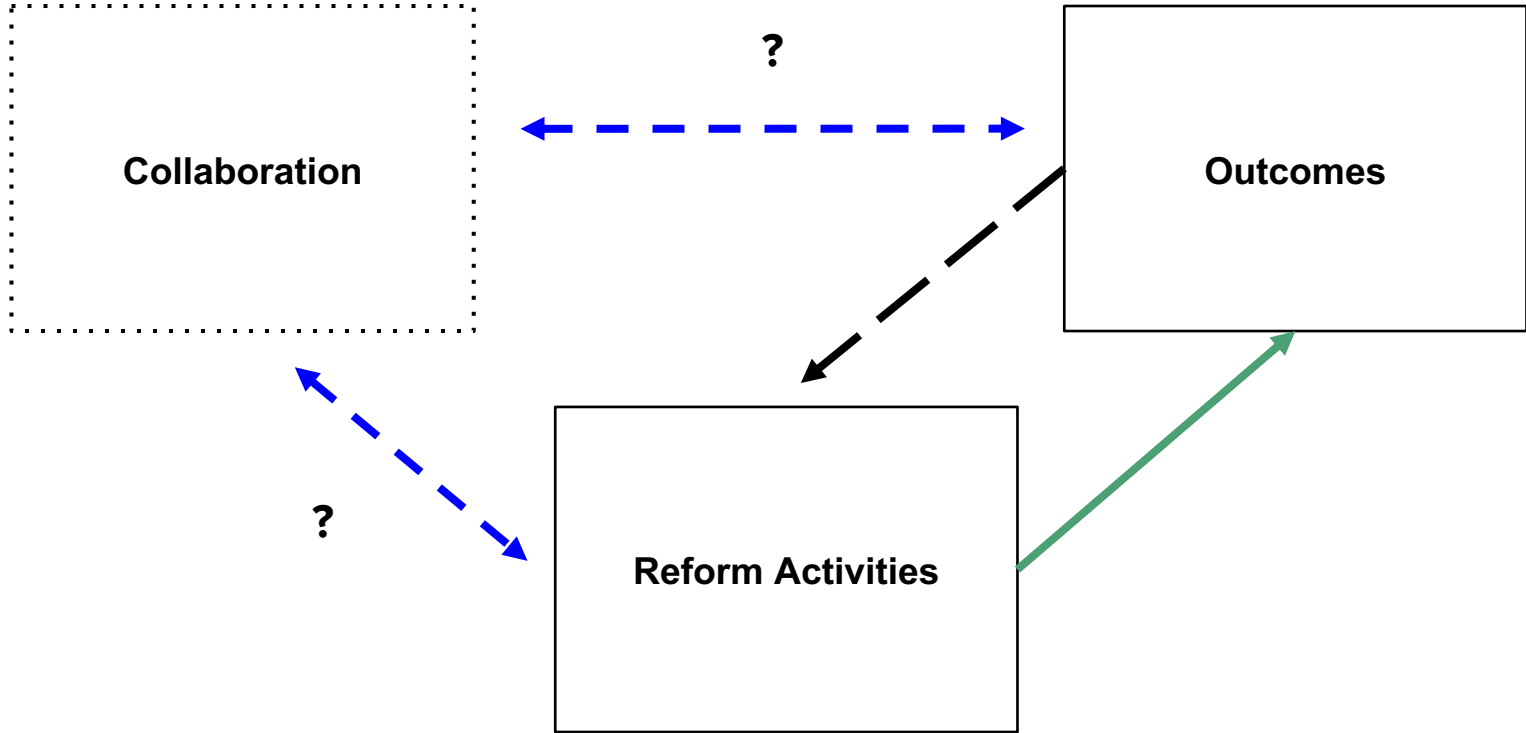 ?
Collaboration
Outcomes
?
Reform Activities